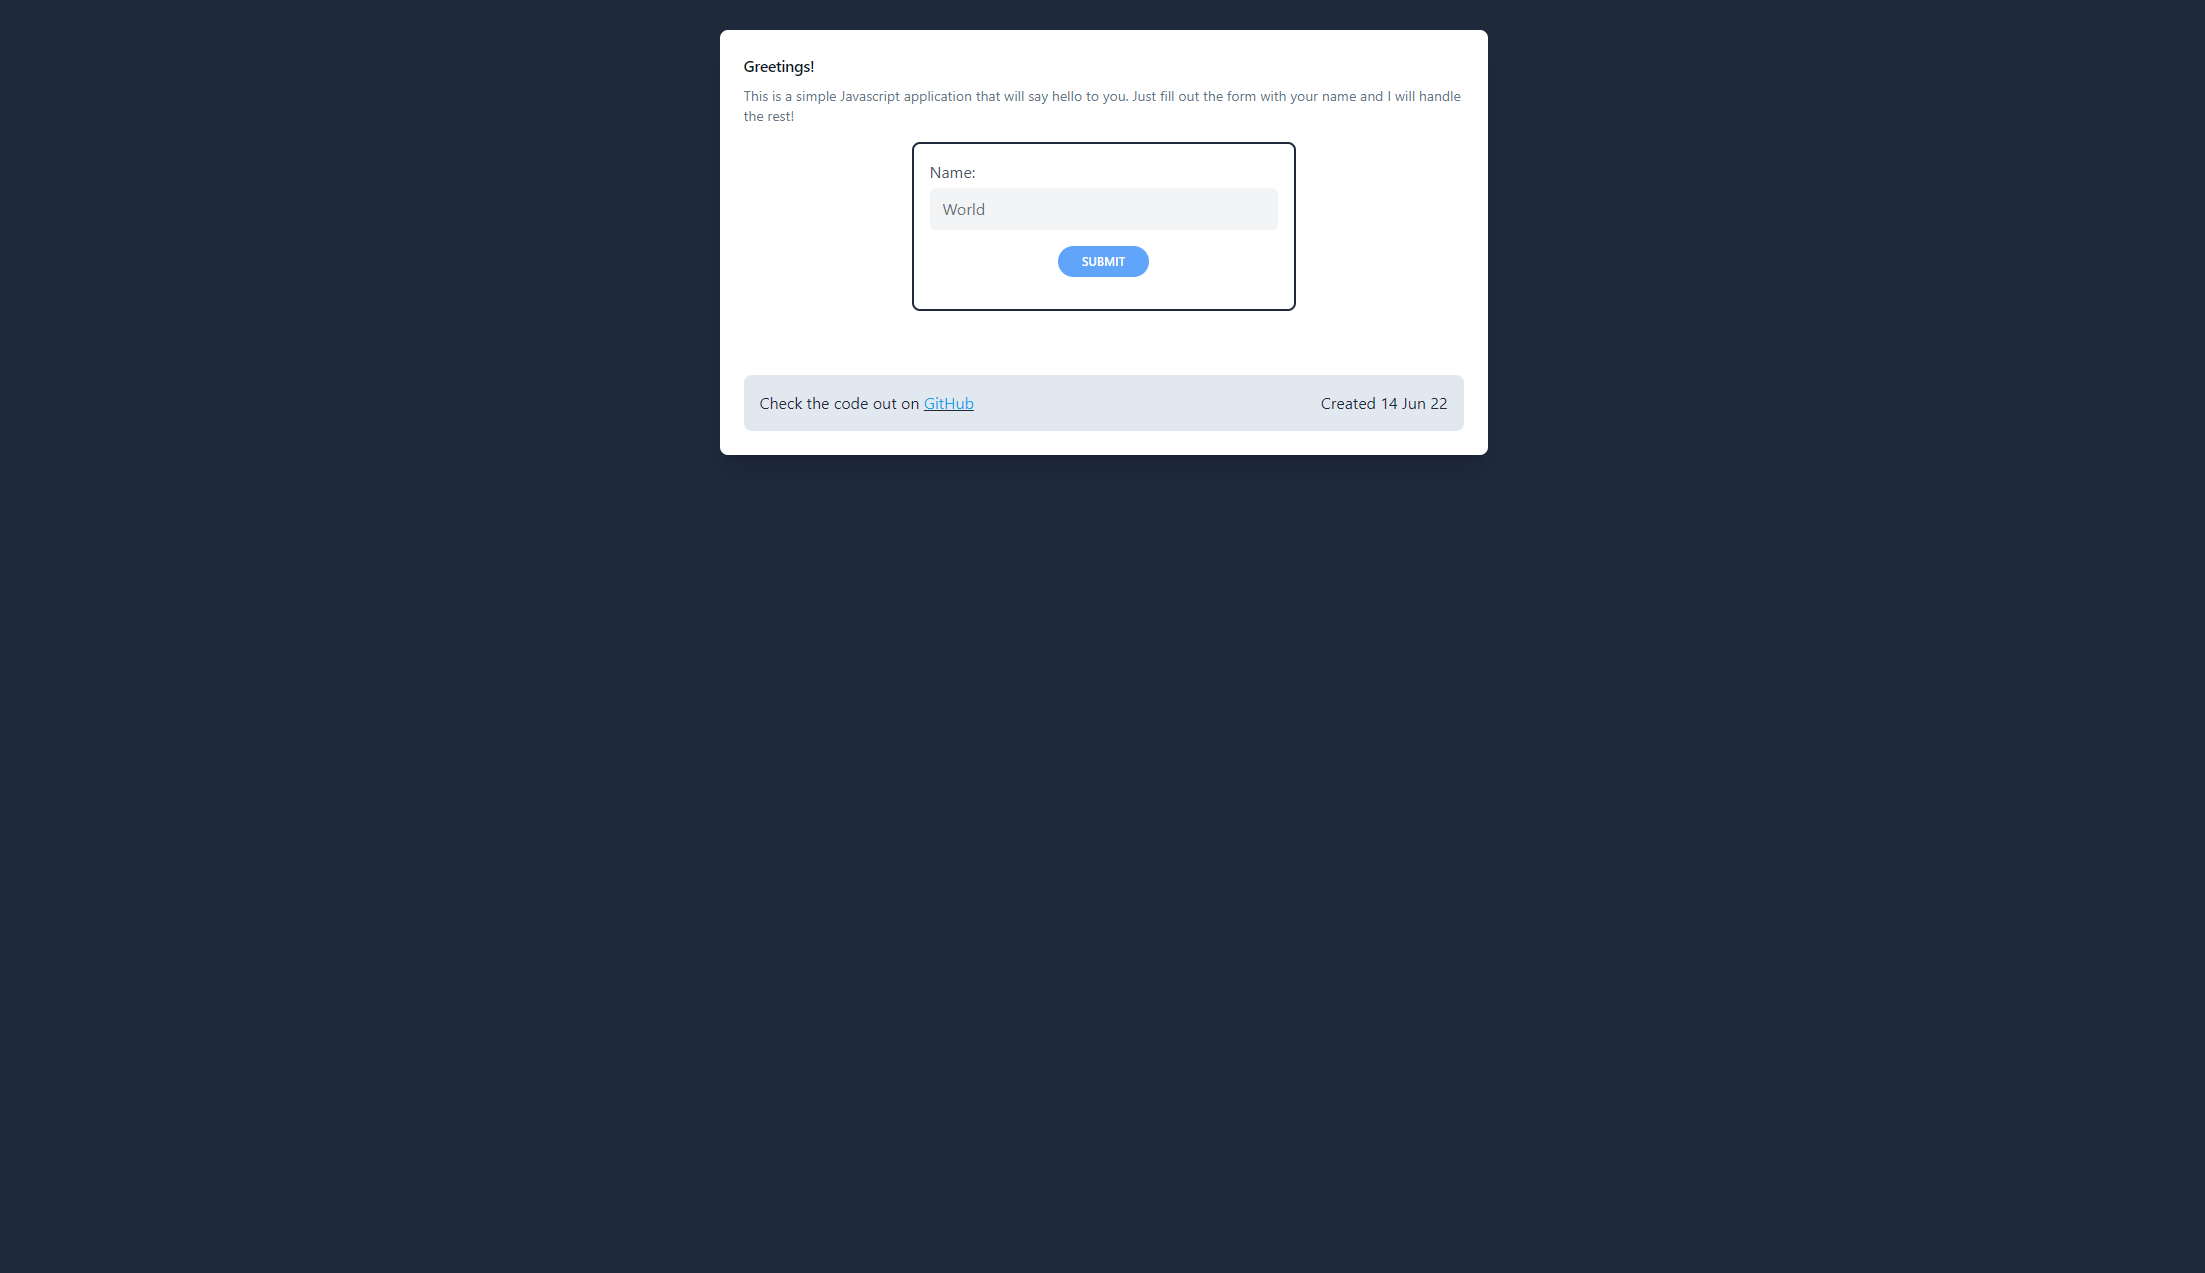 Greetings!
This is a simple Javascript application that will say hello to you. Just fill out the form with your name and I will handle
the rest!
Name:
World
SUBMIT
Check the code out on GitHub
Created 14 Jun 22